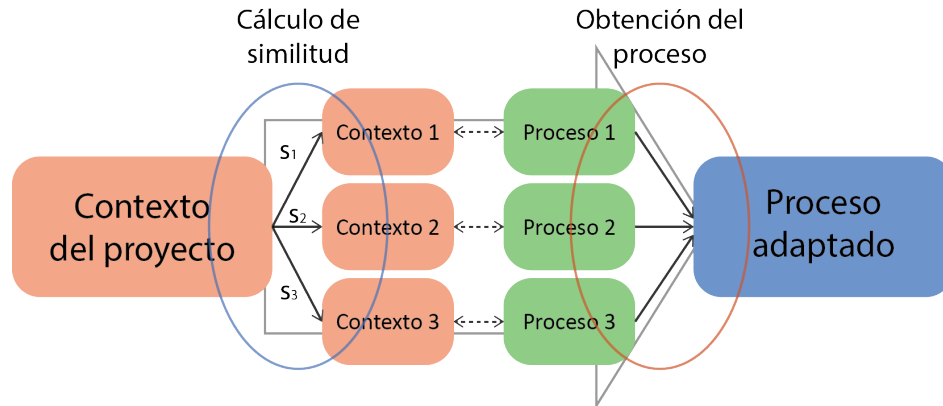 Cálculo de
similitud
Obtención del
proceso
Contexto
del proyecto
S1
S2
S3
Contexto 1
Contexto 2
Contexto 3
Proceso 1
Proceso 2
Proceso 3
Proceso
adaptado